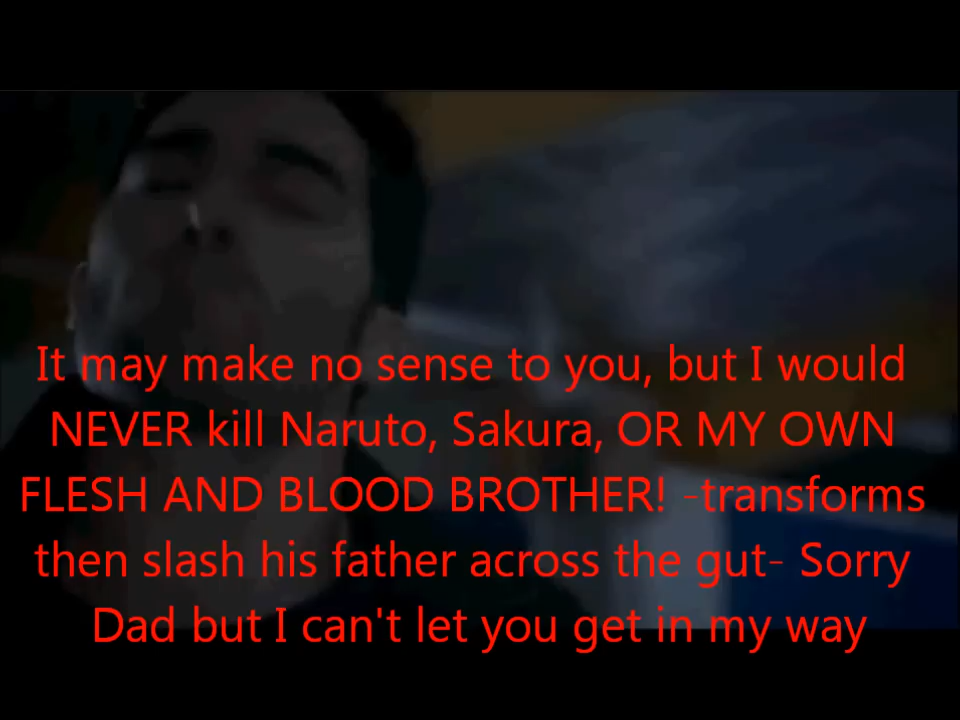 It may make no sense to you, but I would
NEVER kill Naruto, Sakura, OR MY OWN
FLESH AND BLOOD BROTHER! -transforms
then slash his father across the gut- Sorry
Dad but I can't let you get in my way